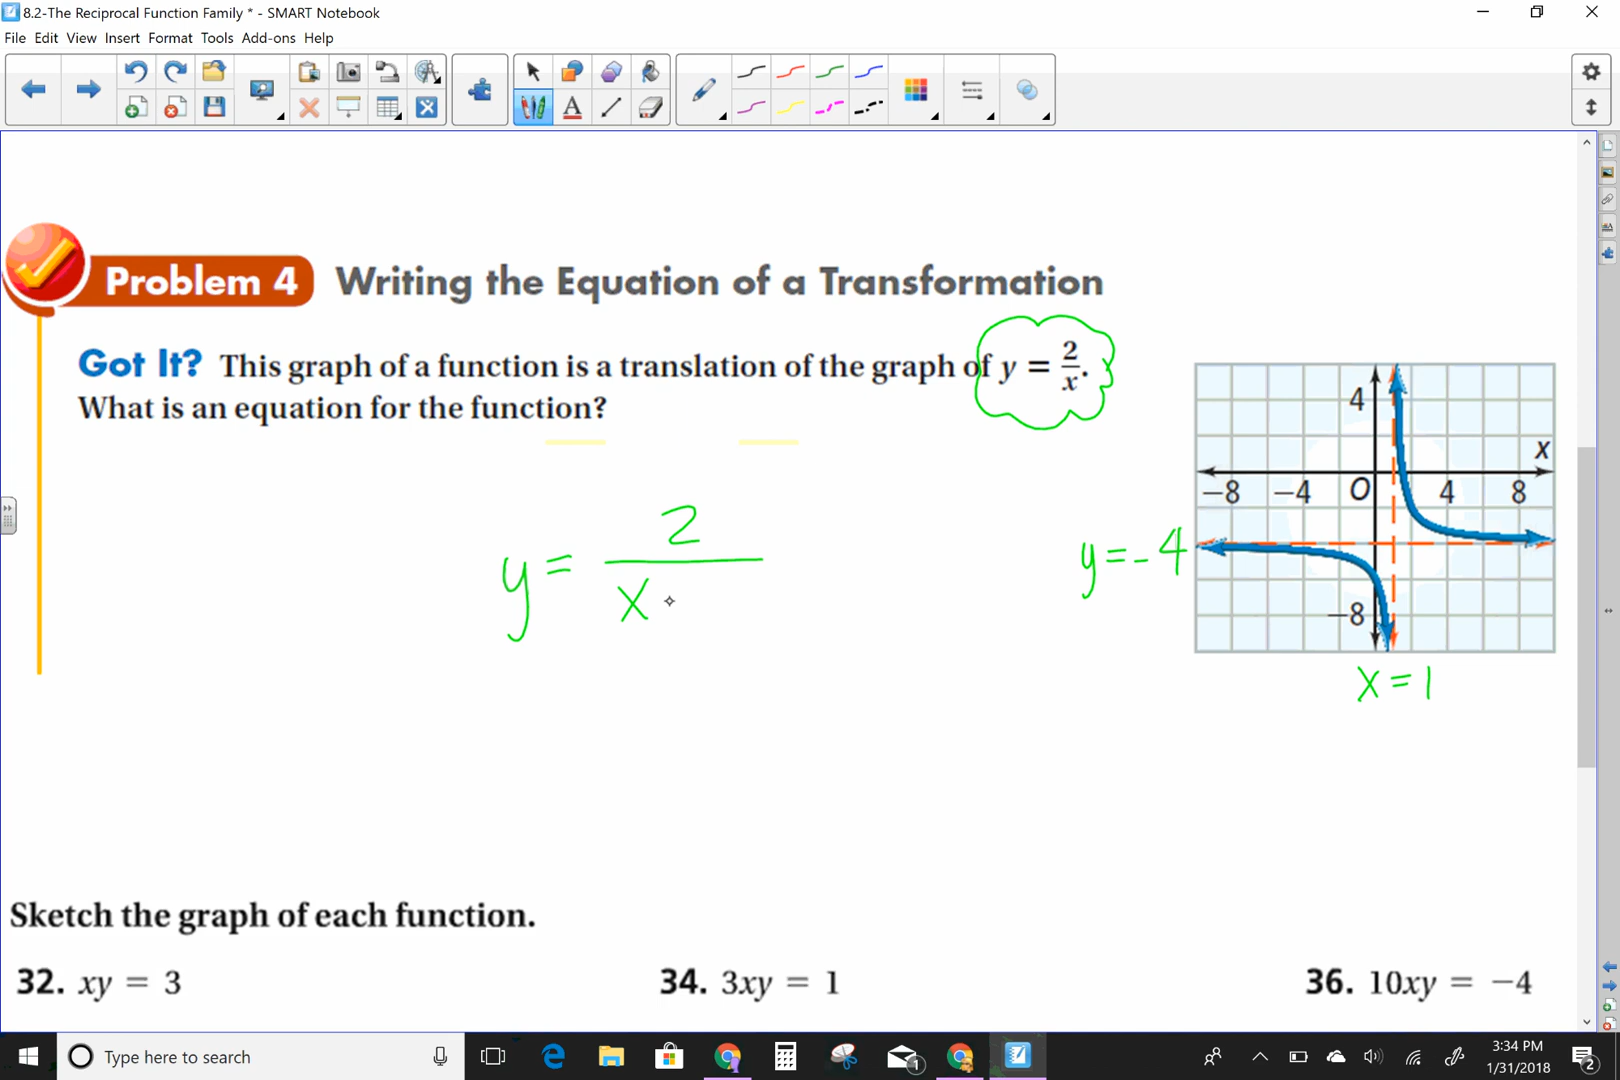 8.2-The Reciprocal Function Family * - SMART Notebook
File Edit View Insert Format Tools Add-ons Help
Problem 4 Writing the Equation of a Transformation
Got It? This graph of a function is a translation of the graph of y = 2/x.
What is an equation for the function?
4
x
−8 −4 O 4 8
−8
y = 2/x
y = - 4
x = 1
Sketch the graph of each function.
32. xy = 3 34. 3xy = 1 36. 10xy = −4
Type here to search
3:34 PM
1/31/2018
1
2